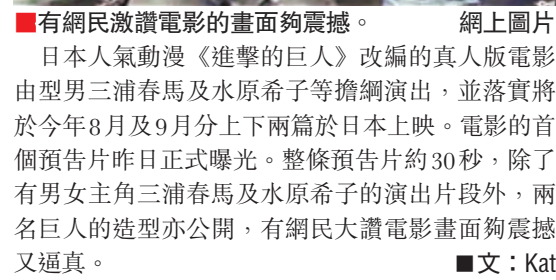 ■有網民激讚電影的畫面夠震撼。 網上圖片
日本人氣動漫《進擊的巨人》改編的真人版電影
由型男三浦春馬及水原希子等擔綱演出，並落實將
於今年8月及9月分上下兩篇於日本上映。電影的首
個預告片昨日正式曝光。整條預告片約30秒，除了
有男女主角三浦春馬及水原希子的演出片段外，兩
名巨人的造型亦公開，有網民大讚電影畫面夠震撼
又逼真。 ■文：Kat